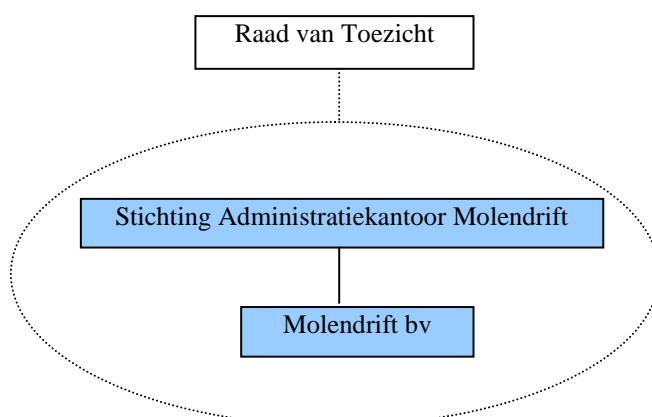 Raad van Toezicht
Stichting Administratiekantoor Molendrift
Molendrift bv